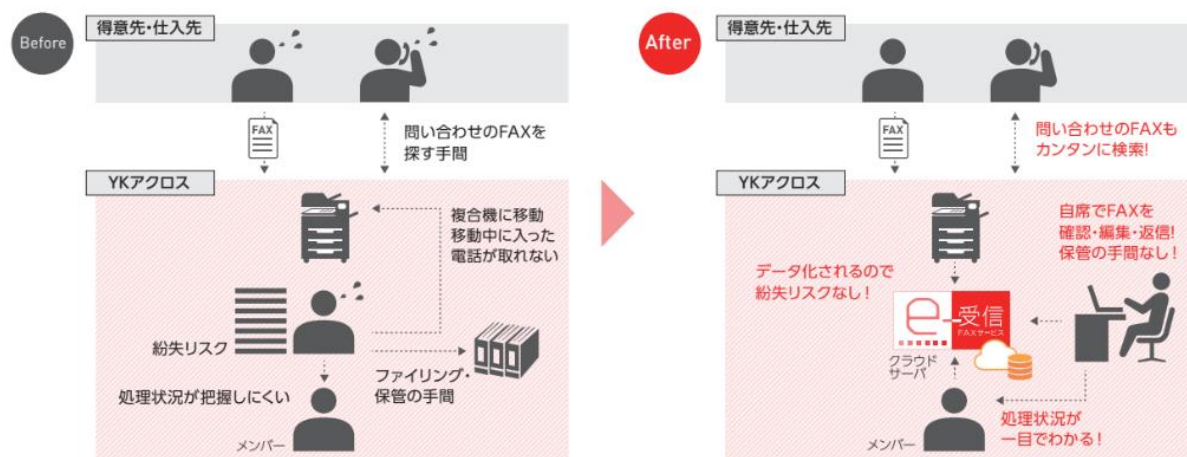 Before
得意先・仕入先
FAX
問い合わせのFAXを
探す手間
YKアクロス
複合機に移動
移動中に入った
電話が取れない
紛失リスク
ファイリング・
保管の手間
処理状況が把握しにくい
メンバー
After
得意先・仕入先
FAX
問い合わせのFAXも
カンタンに検索!
YKアクロス
自席でFAXを
確認・編集・返信!
保管の手間なし!
データ化されるので
紛失リスクなし!
e-受信
FAXサービス
クラウド
サーバ
処理状況が
一目でわかる!
メンバー